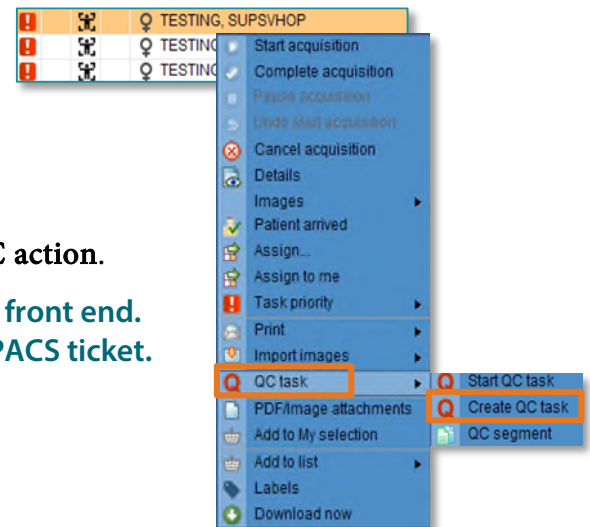 TESTING, SUPSVHOP
TESTING
TESTING
Start acquisition
Complete acquisition
Pause acquisition
Undo start acquisition
Cancel acquisition
Details
Images
Patient arrived
Assign...
Assign to me
Task priority
Print
Import images
QC task
Start QC task
PDF/Image attachments
Create QC task
Add to My selection
QC segment
Add to list
Labels
Download now
C action.
front end.
PACS ticket.